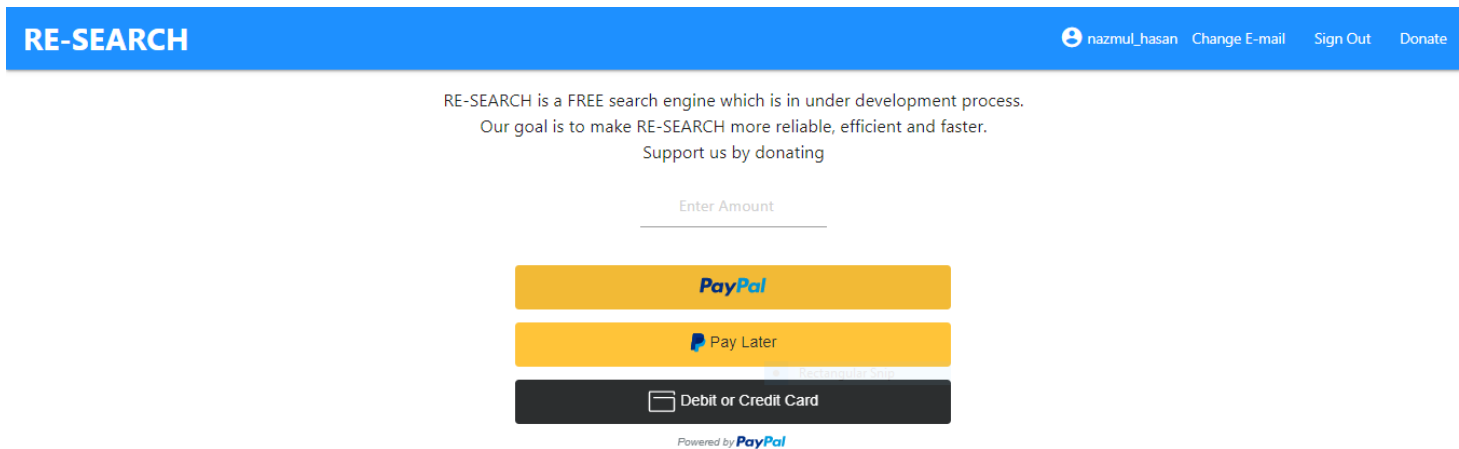 RE-SEARCH
nazmul_hasan Change E-mail Sign Out Donate
RE-SEARCH is a FREE search engine which is in under development process.
Our goal is to make RE-SEARCH more reliable, efficient and faster.
Support us by donating
Enter Amount
PayPal
Pay Later
Rectangular Snip
Debit or Credit Card
Powered by PayPal